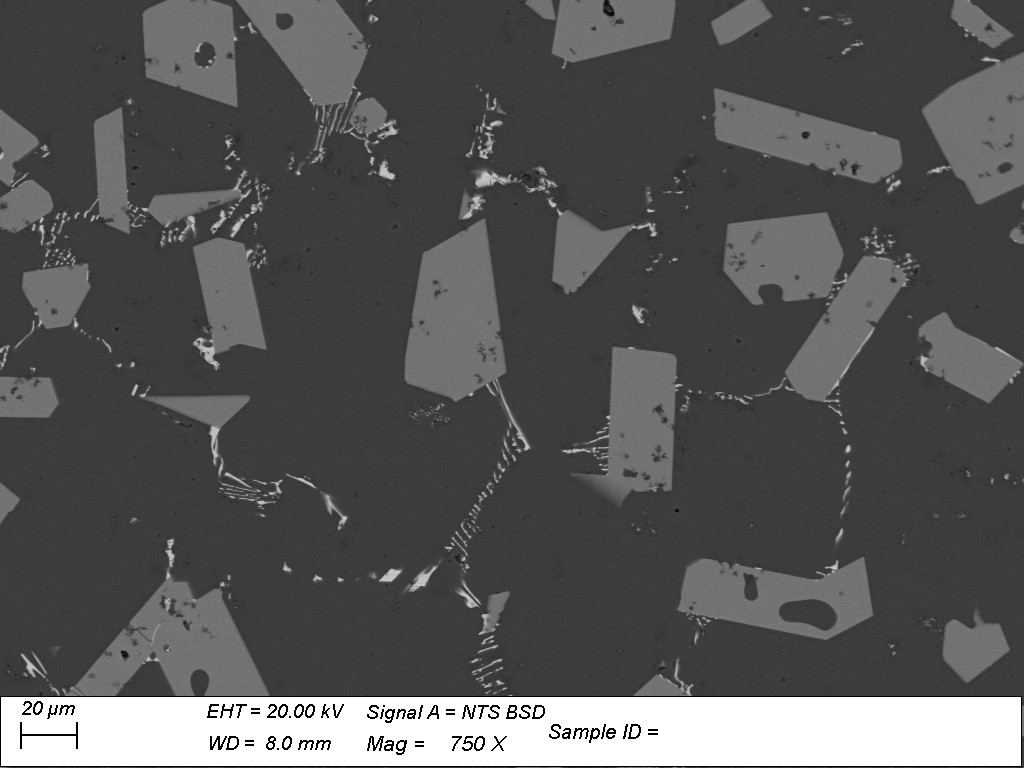 20 µm
EHT = 20.00 kV Signal A = NTS BSD
WD = 8.0 mm Mag = 750 X
Sample ID =